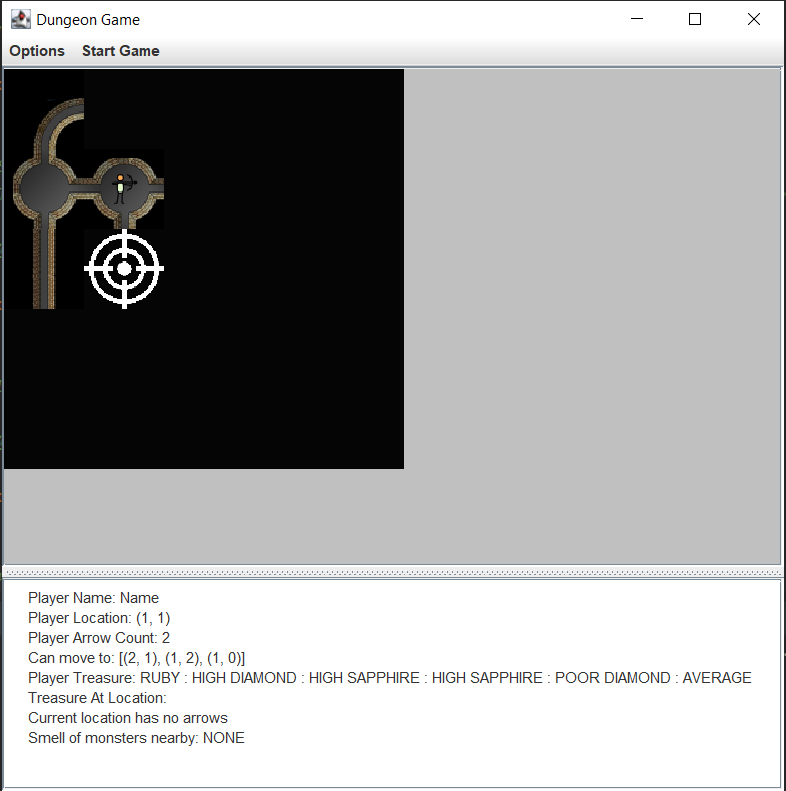 Dungeon Game
Options Start Game
Player Name: Name
Player Location: (1, 1)
Player Arrow Count: 2
Can move to: [(2, 1), (1, 2), (1, 0)]
Player Treasure: RUBY : HIGH DIAMOND : HIGH SAPPHIRE : HIGH SAPPHIRE : POOR DIAMOND : AVERAGE
Treasure At Location:
Current location has no arrows
Smell of monsters nearby: NONE